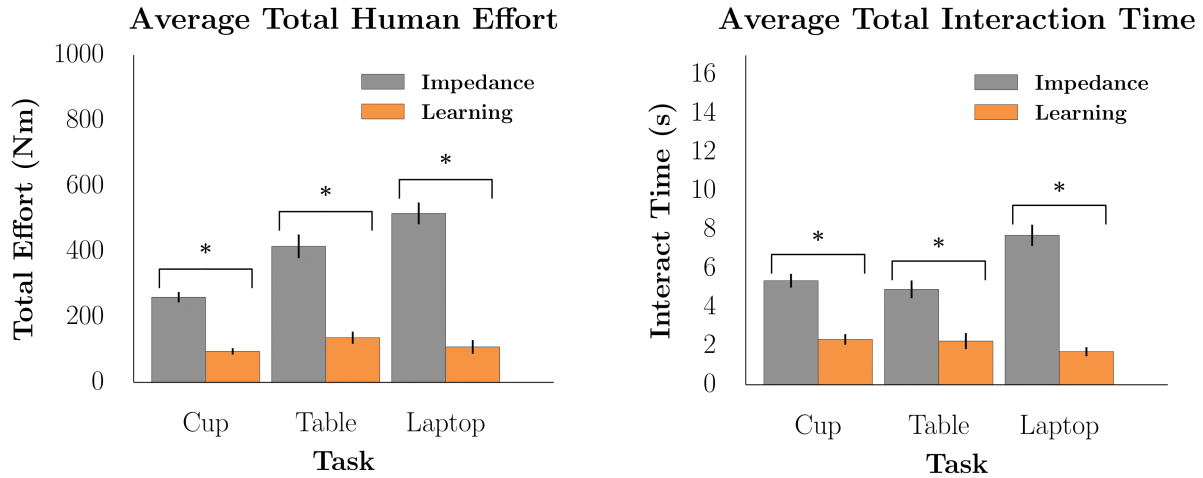 Average Total Human Effort
1000
800
600
400
200
0
Total Effort (Nm)
Impedance
Learning
*
*
*
Cup
Table
Laptop
Task
Average Total Interaction Time
16
14
12
10
8
6
4
2
0
Interact Time (s)
Impedance
Learning
*
*
*
Cup
Table
Laptop
Task